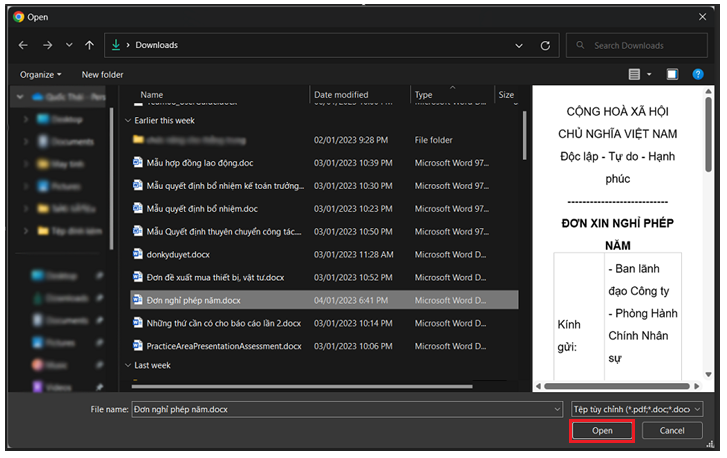 Open
Downloads
Search Downloads
Organize
New folder
Name Date modified Type Size
Earlier this week
02/01/2023 9:28 PM File folder
Mẫu hợp đồng lao động.doc 03/01/2023 10:39 PM Microsoft Word 97...
Mẫu quyết định bổ nhiệm kế toán trưởng... 03/01/2023 10:30 PM Microsoft Word 97...
Mẫu quyết định bổ nhiệm.doc 03/01/2023 10:23 PM Microsoft Word 97...
Mẫu Quyết định thuyên chuyển công tác.... 03/01/2023 10:50 PM Microsoft Word 97...
donkyduyet.docx 03/01/2023 11:28 AM Microsoft Word D...
Đơn đề xuất mua thiết bị, vật tư.docx 03/01/2023 10:52 PM Microsoft Word D...
Đơn nghỉ phép năm.docx 04/01/2023 6:41 PM Microsoft Word D...
Những thứ cần có cho báo cáo lần 2.docx 03/01/2023 10:14 PM Microsoft Word D...
PracticeAreaPresentationAssessment.docx 03/01/2023 10:06 PM Microsoft Word D...
Last week
CỘNG HOÀ XÃ HỘI
CHỦ NGHĨA VIỆT NAM
Độc lập - Tự do - Hạnh
phúc
---------------------------
ĐƠN XIN NGHỈ PHÉP
NĂM
Kính
gửi:
- Ban lãnh
đạo Công ty
- Phòng Hành
Chính Nhân
sự
File name: Đơn nghỉ phép năm.docx
Tệp tùy chỉnh (*.pdf;*.doc;*.docx
Open
Cancel